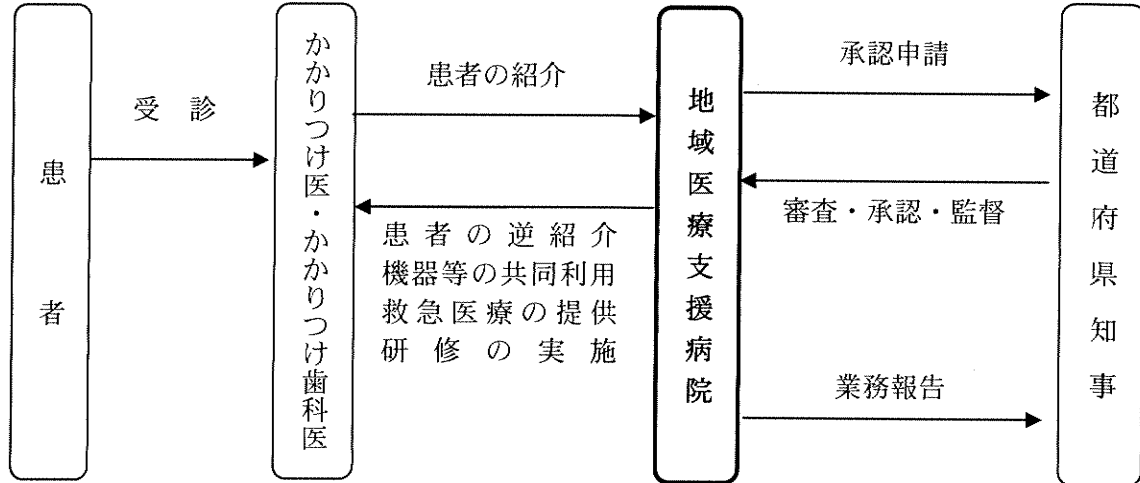 患者
受診
かかりつけ医・かかりつけ歯科医
患者の紹介
患者の逆紹介
機器等の共同利用
救急医療の提供
研修の実施
地域医療支援病院
承認申請
審査・承認・監督
業務報告
都道府県知事